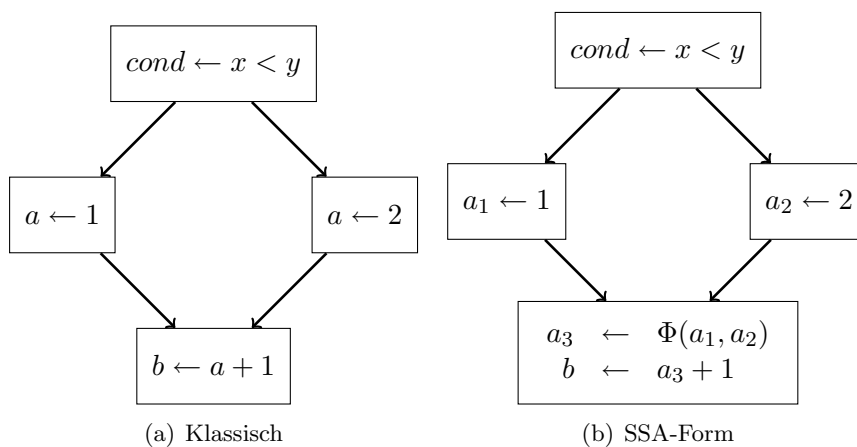 cond ← x < y
a ← 1
a ← 2
b ← a + 1
(a) Klassisch
cond ← x < y
a₁ ← 1
a₂ ← 2
a₃ ← Φ(a₁, a₂)
b ← a₃ + 1
(b) SSA-Form